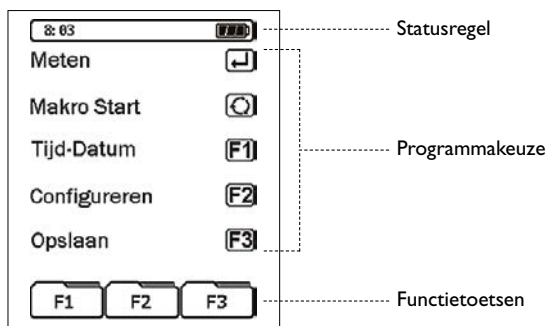 8:03
Statusregel
Meten
Makro Start
Tijd-Datum F1
Programmakeuze
Configureren F2
Opslaan F3
F1 F2 F3
Functietoetsen